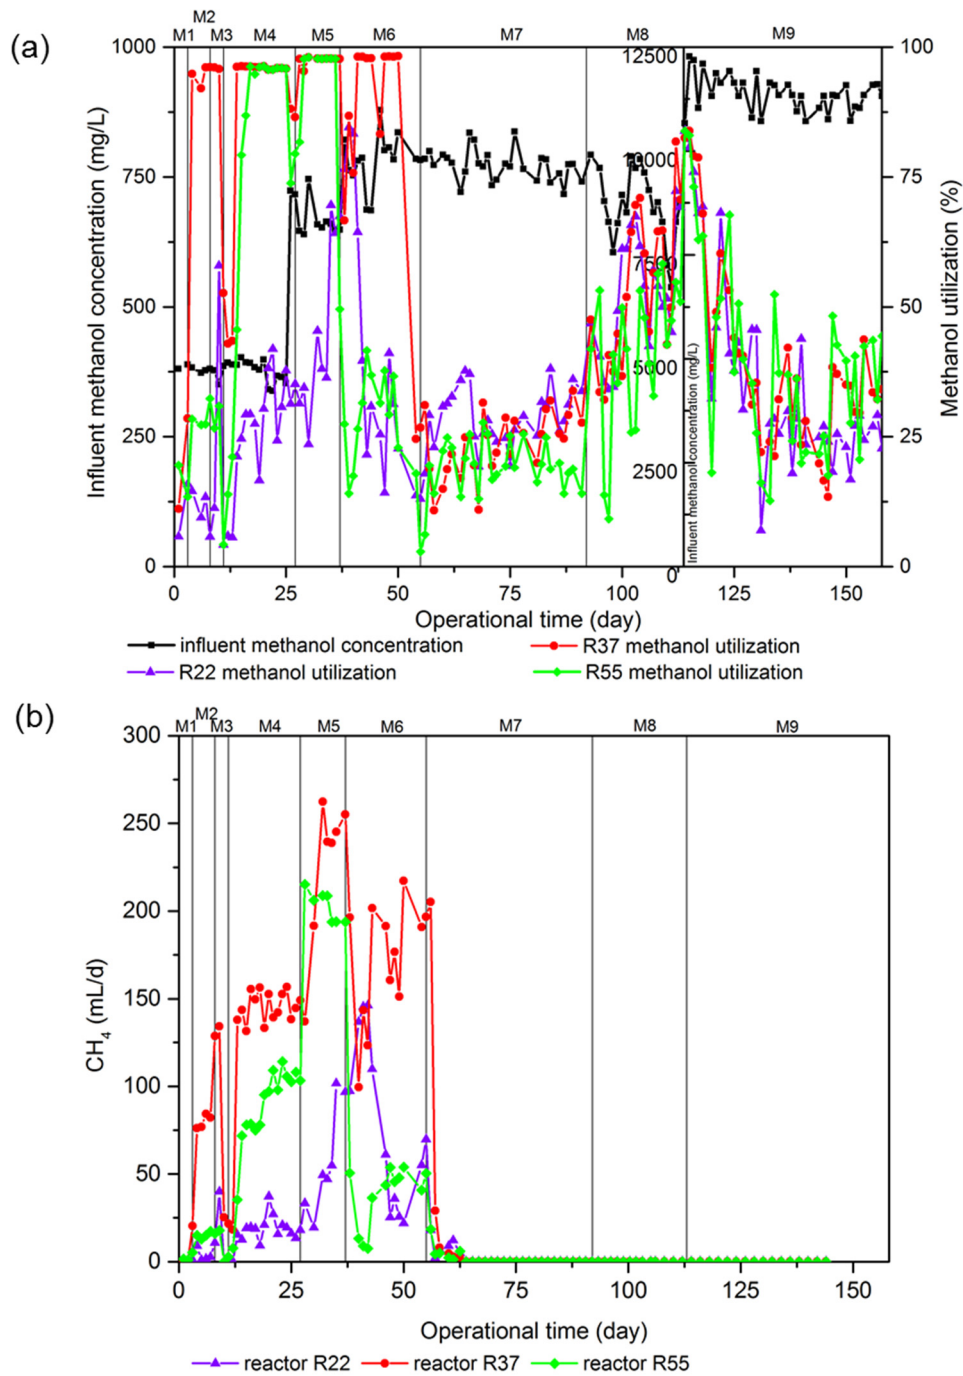 (a)
M1 M2 M3 M4 M5 M6 M7 M8 M9
Influent methanol concentration (mg/L)
1000
750
500
250
0
12500
10000
7500
5000
2500
0
Influent methanol concentration (mg/L)
100
75
50
25
0
Methanol utilization (%)
0 25 50 75 100 125 150
Operational time (day)
influent methanol concentration
R37 methanol utilization
R22 methanol utilization
R55 methanol utilization
(b)
M1 M2 M3 M4 M5 M6 M7 M8 M9
CH4 (mL/d)
300
250
200
150
100
50
0
0 25 50 75 100 125 150
Operational time (day)
reactor R22 reactor R37 reactor R55